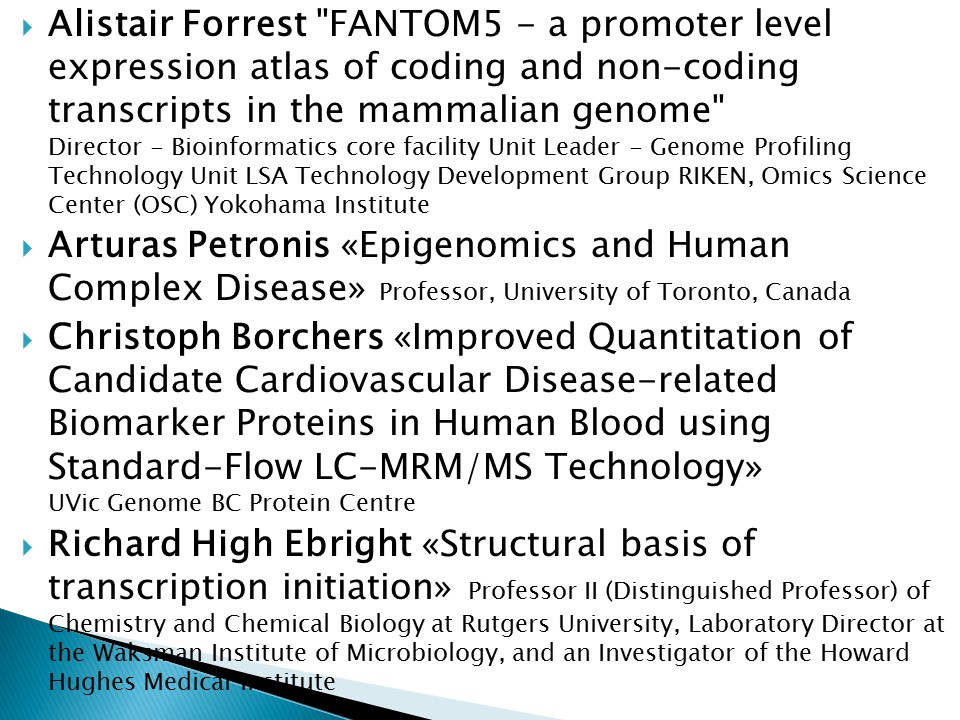 Alistair Forrest "FANTOM5 - a promoter level
expression atlas of coding and non-coding
transcripts in the mammalian genome"
Director - Bioinformatics core facility Unit Leader - Genome Profiling
Technology Unit LSA Technology Development Group RIKEN, Omics Science
Center (OSC) Yokohama Institute
Arturas Petronis «Epigenomics and Human
Complex Disease» Professor, University of Toronto, Canada
Christoph Borchers «Improved Quantitation of
Candidate Cardiovascular Disease-related
Biomarker Proteins in Human Blood using
Standard-Flow LC-MRM/MS Technology»
UVic Genome BC Protein Centre
Richard High Ebright «Structural basis of
transcription initiation» Professor II (Distinguished Professor) of
Chemistry and Chemical Biology at Rutgers University, Laboratory Director at
the Waksman Institute of Microbiology, and an Investigator of the Howard
Hughes Medical Institute